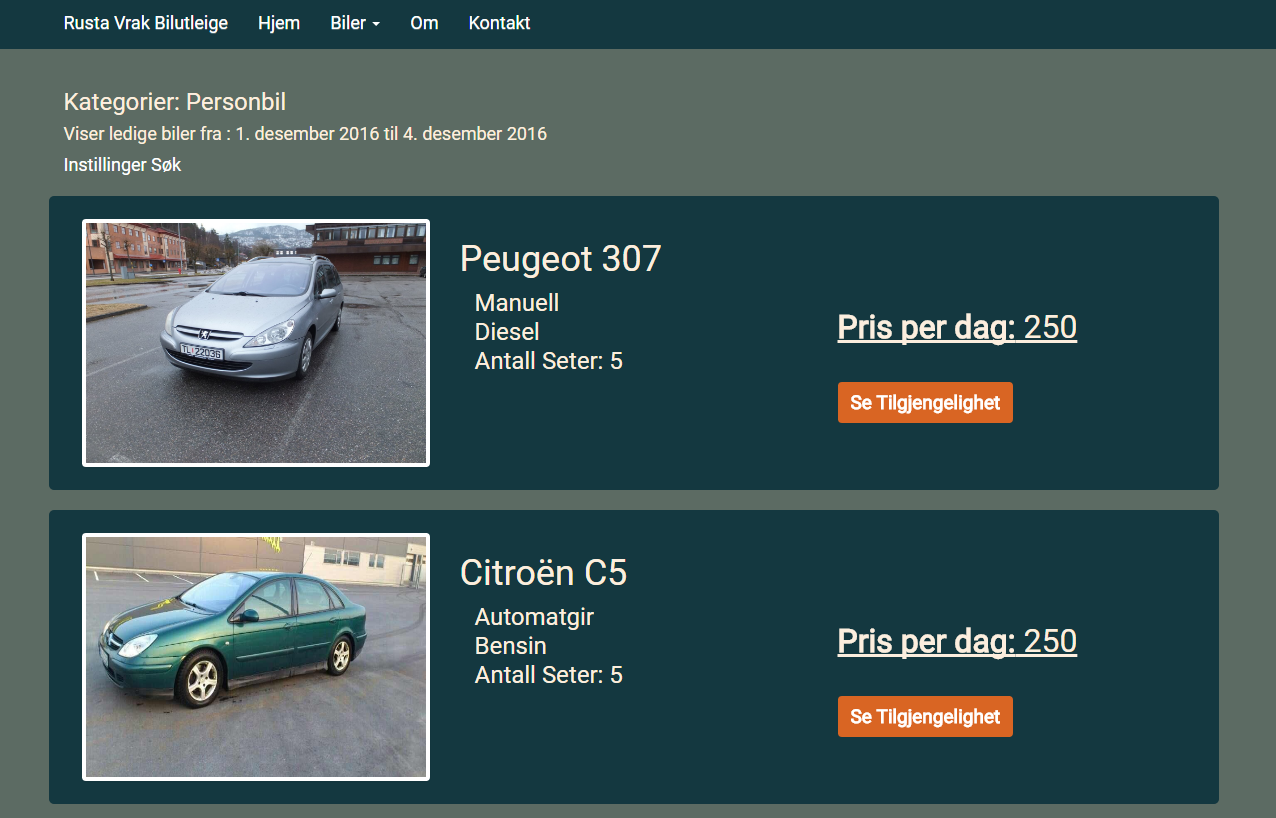 Rusta Vrak Bilutleige Hjem Biler Om Kontakt
Kategorier: Personbil
Viser ledige biler fra : 1. desember 2016 til 4. desember 2016
Instillinger Søk
TL 22036
Peugeot 307
Manuell
Diesel
Antall Seter: 5
Pris per dag: 250
Se Tilgjengelighet
Citroën C5
Automatgir
Bensin
Antall Seter: 5
Pris per dag: 250
Se Tilgjengelighet